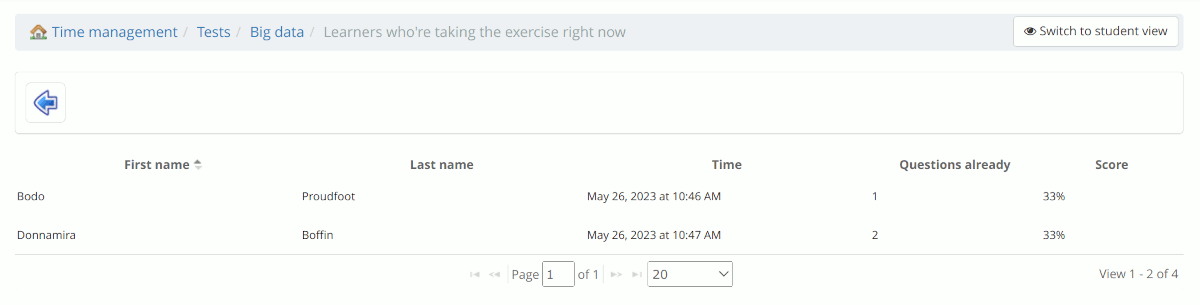 Time management / Tests / Big data / Learners who're taking the exercise right now
Switch to student view
First name Last name Time Questions already Score
Bodo Proudfoot May 26, 2023 at 10:46 AM 1 33%
Donnamira Boffin May 26, 2023 at 10:47 AM 2 33%
Page 1 of 1 20 View 1 - 2 of 4